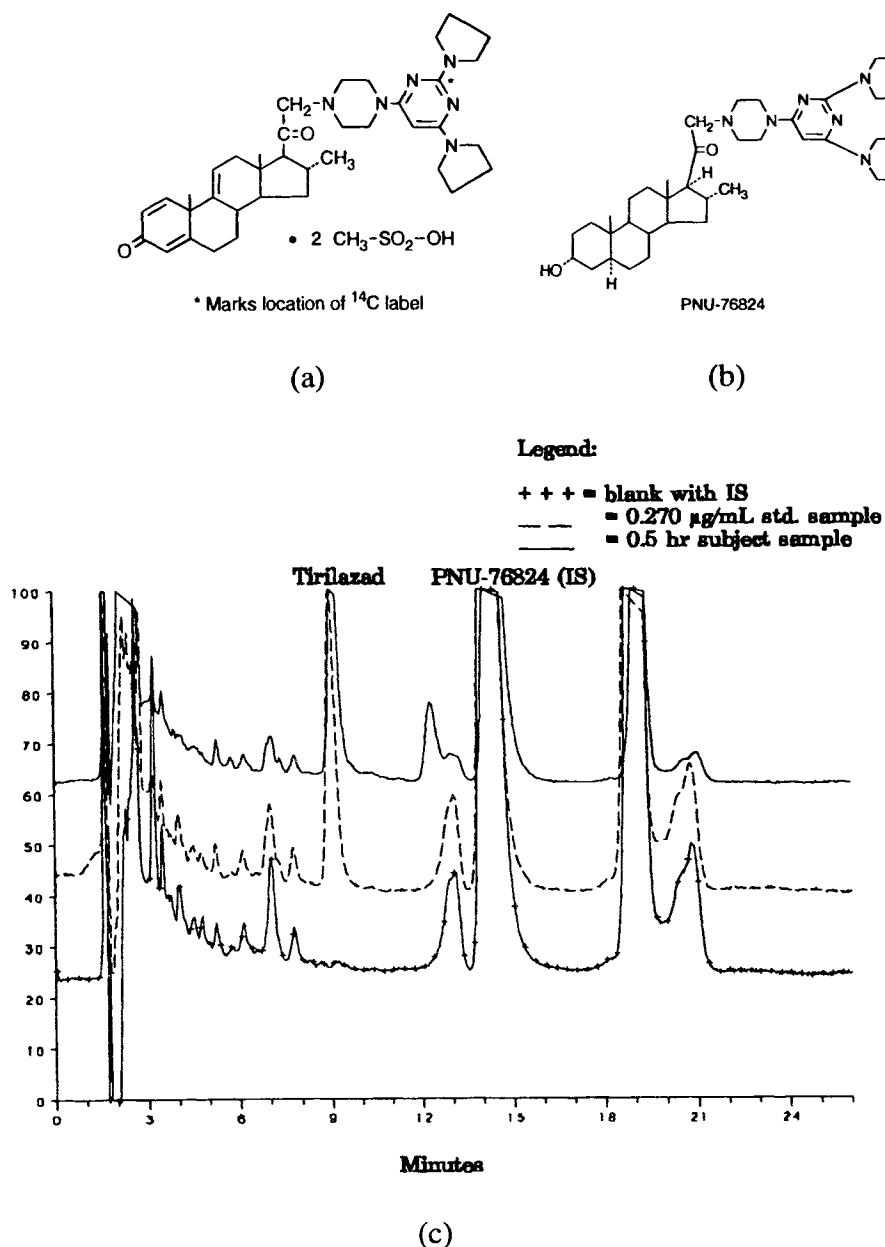 N
N
N
*
N
N
CH2–N
N
C=O
CH3
O
• 2 CH3–SO2–OH
* Marks location of 14C label
(a)
N
N
N
N
CH2–N
N
O
H
CH3
HO
H
PNU-76824
(b)
Legend:
+ + + = blank with IS
— — = 0.270 µg/mL std. sample
—— = 0.5 hr subject sample
Tirilazad PNU-76824 (IS)
100
90
80
70
60
50
40
30
20
10
0
0 3 6 9 12 15 18 21 24
Minutes
(c)